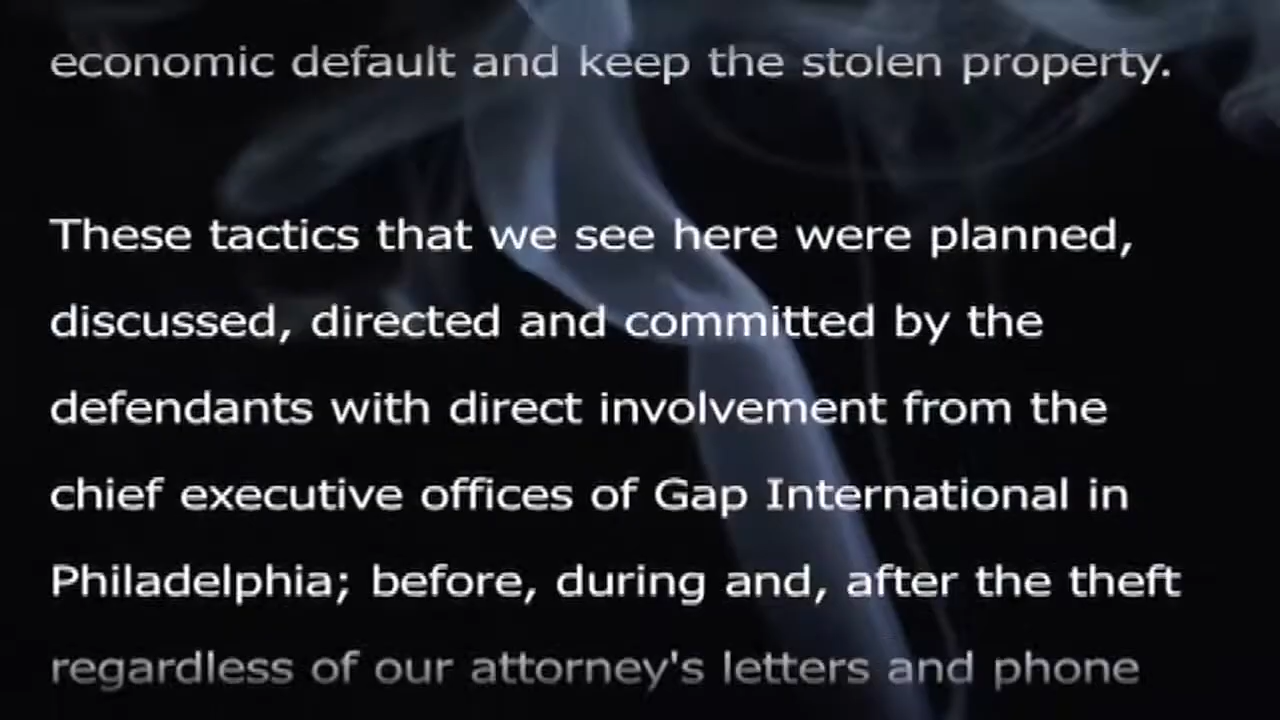 economic default and keep the stolen property.
These tactics that we see here were planned,
discussed, directed and committed by the
defendants with direct involvement from the
chief executive offices of Gap International in
Philadelphia; before, during and, after the theft
regardless of our attorney's letters and phone